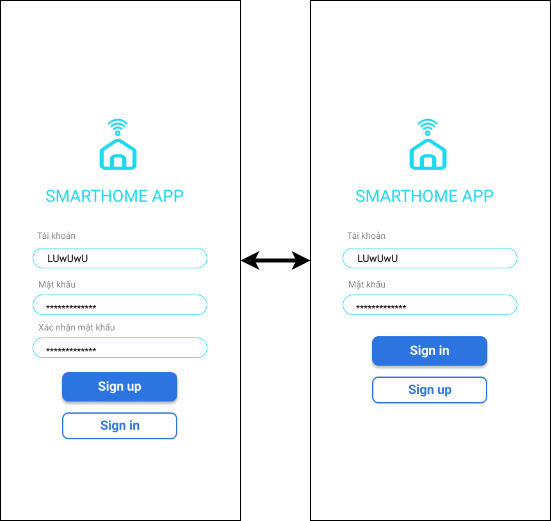 SMARTHOME APP
Tài khoản
LUwUwU
Mật khẩu
*************
Xác nhận mật khẩu
*************
Sign up
Sign in
SMARTHOME APP
Tài khoản
LUwUwU
Mật khẩu
*************
Sign in
Sign up